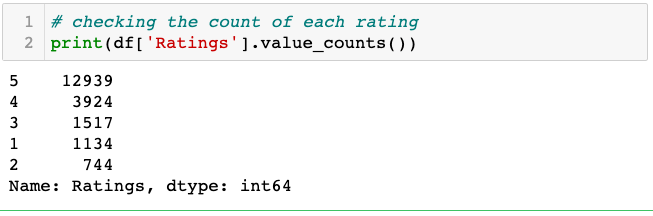 1 # checking the count of each rating
2 print(df['Ratings'].value_counts())
5 12939
4 3924
3 1517
1 1134
2 744
Name: Ratings, dtype: int64